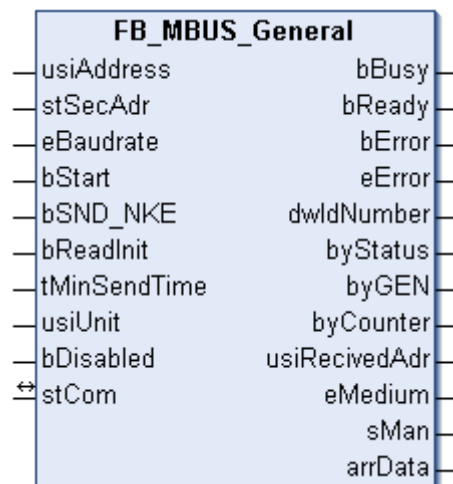 FB_MBUS_General
usiAddress bBusy
stSecAdr bReady
eBaudrate bError
bStart eError
bSND_NKE dwIdNumber
bReadInit byStatus
tMinSendTime byGEN
usiUnit byCounter
bDisabled usiRecivedAdr
stCom eMedium
sMan
arrData